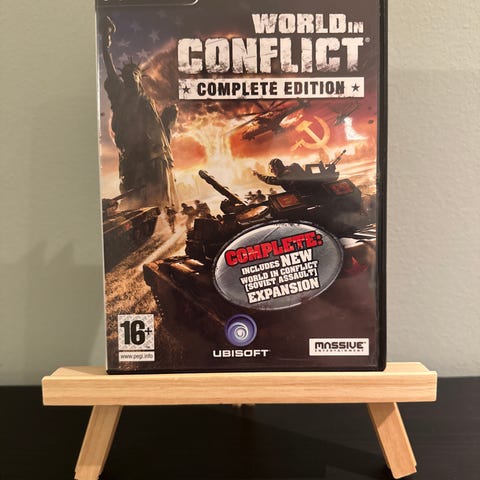 WORLD IN
CONFLICT®
★ COMPLETE EDITION ★
COMPLETE:
INCLUDES NEW
WORLD IN CONFLICT
(SOVIET ASSAULT)
EXPANSION
16+
www.pegi.info
UBISOFT
MASSIVE
ENTERTAINMENT